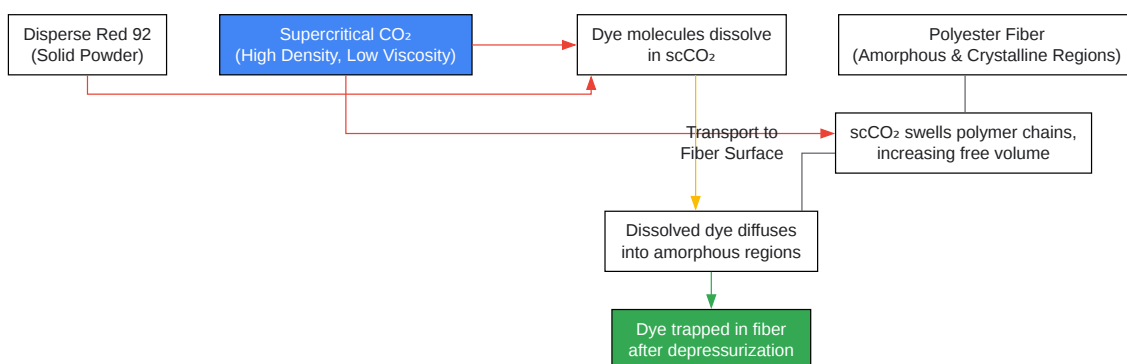 Disperse Red 92
(Solid Powder)
Supercritical CO₂
(High Density, Low Viscosity)
Dye molecules dissolve
in scCO₂
Polyester Fiber
(Amorphous & Crystalline Regions)
Transport to
Fiber Surface
scCO₂ swells polymer chains,
increasing free volume
Dissolved dye diffuses
into amorphous regions
Dye trapped in fiber
after depressurization